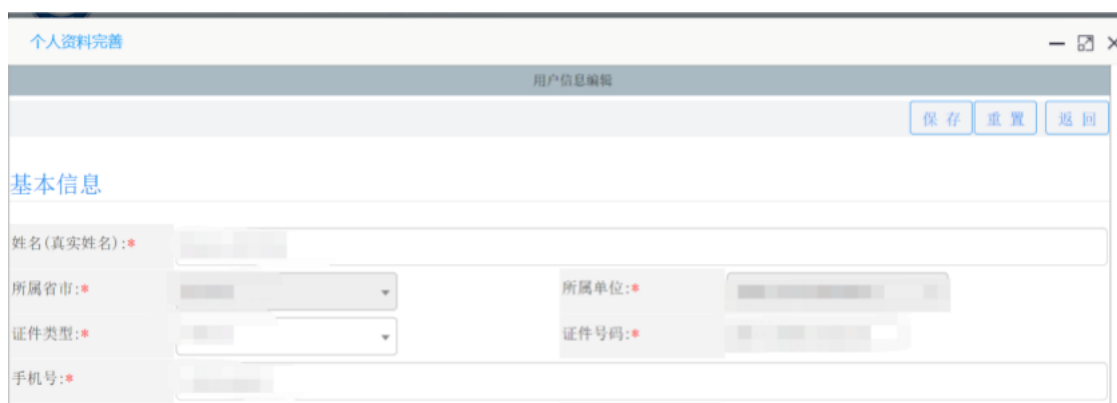 个人资料完善
用户信息编辑
保 存 重 置 返 回
基本信息
姓名(真实姓名):*
所属省市:* 所属单位:*
证件类型:* 证件号码:*
手机号:*